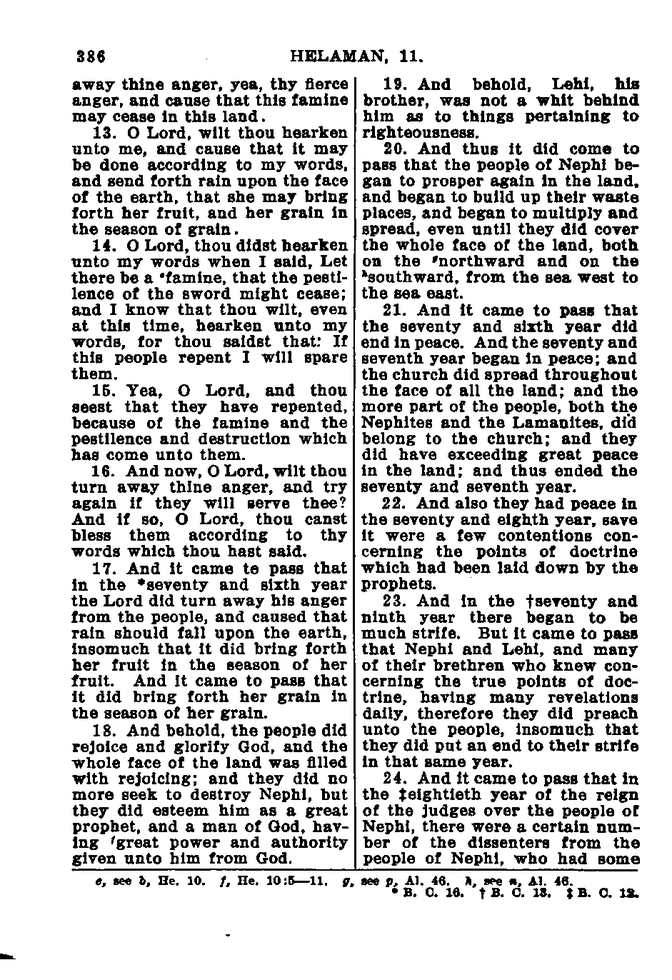 386
HELAMAN, 11.
away thine anger, yea, thy fierce
anger, and cause that this famine
may cease in this land.
13. O Lord, wilt thou hearken
unto me, and cause that it may
be done according to my words,
and send forth rain upon the face
of the earth, that she may bring
forth her fruit, and her grain in
the season of grain.
14. O Lord, thou didst hearken
unto my words when I said, Let
there be a ᵉfamine, that the pesti-
lence of the sword might cease;
and I know that thou wilt, even
at this time, hearken unto my
words, for thou saidst that: If
this people repent I will spare
them.
15. Yea, O Lord, and thou
seest that they have repented,
because of the famine and the
pestilence and destruction which
has come unto them.
16. And now, O Lord, wilt thou
turn away thine anger, and try
again if they will serve thee?
And if so, O Lord, thou canst
bless them according to thy
words which thou hast said.
17. And it came to pass that
in the *seventy and sixth year
the Lord did turn away his anger
from the people, and caused that
rain should fall upon the earth,
insomuch that it did bring forth
her fruit in the season of her
fruit. And it came to pass that
it did bring forth her grain in
the season of her grain.
18. And behold, the people did
rejoice and glorify God, and the
whole face of the land was filled
with rejoicing; and they did no
more seek to destroy Nephi, but
they did esteem him as a great
prophet, and a man of God, hav-
ing ᶠgreat power and authority
given unto him from God.
19. And behold, Lehi, his
brother, was not a whit behind
him as to things pertaining to
righteousness.
20. And thus it did come to
pass that the people of Nephi be-
gan to prosper again in the land,
and began to build up their waste
places, and began to multiply and
spread, even until they did cover
the whole face of the land, both
on the ᵍnorthward and on the
ʰsouthward, from the sea west to
the sea east.
21. And it came to pass that
the seventy and sixth year did
end in peace. And the seventy and
seventh year began in peace; and
the church did spread throughout
the face of all the land; and the
more part of the people, both the
Nephites and the Lamanites, did
belong to the church; and they
did have exceeding great peace
in the land; and thus ended the
seventy and seventh year.
22. And also they had peace in
the seventy and eighth year, save
it were a few contentions con-
cerning the points of doctrine
which had been laid down by the
prophets.
23. And in the †seventy and
ninth year there began to be
much strife. But it came to pass
that Nephi and Lehi, and many
of their brethren who knew con-
cerning the true points of doc-
trine, having many revelations
daily, therefore they did preach
unto the people, insomuch that
they did put an end to their strife
in that same year.
24. And it came to pass that in
the ‡eightieth year of the reign
of the judges over the people of
Nephi, there were a certain num-
ber of the dissenters from the
people of Nephi, who had some
e, see b, He. 10. f, He. 10:5—11. g, see p, Al. 46. h, see n, Al. 46.
* B. C. 16. † B. C. 13. ‡ B. C. 12.